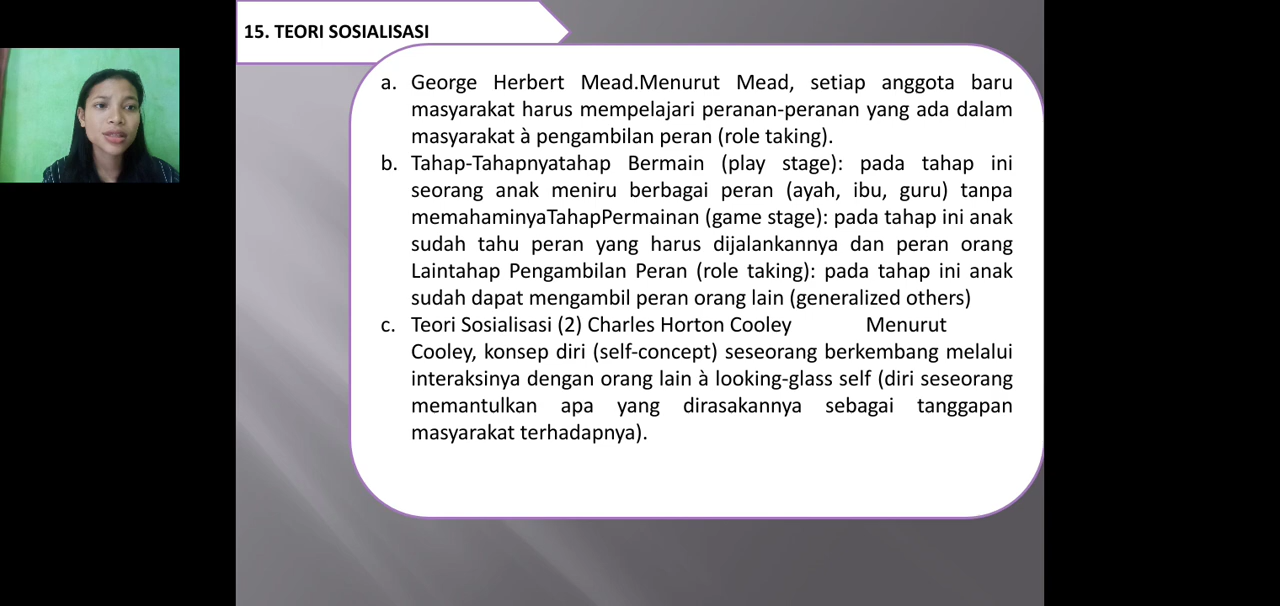 15. TEORI SOSIALISASI
a. George Herbert Mead.Menurut Mead, setiap anggota baru
masyarakat harus mempelajari peranan-peranan yang ada dalam
masyarakat à pengambilan peran (role taking).
b. Tahap-Tahapnyatahap Bermain (play stage): pada tahap ini
seorang anak meniru berbagai peran (ayah, ibu, guru) tanpa
memahaminyaTahapPermainan (game stage): pada tahap ini anak
sudah tahu peran yang harus dijalankannya dan peran orang
Laintahap Pengambilan Peran (role taking): pada tahap ini anak
sudah dapat mengambil peran orang lain (generalized others)
c. Teori Sosialisasi (2) Charles Horton Cooley Menurut
Cooley, konsep diri (self-concept) seseorang berkembang melalui
interaksinya dengan orang lain à looking-glass self (diri seseorang
memantulkan apa yang dirasakannya sebagai tanggapan
masyarakat terhadapnya).